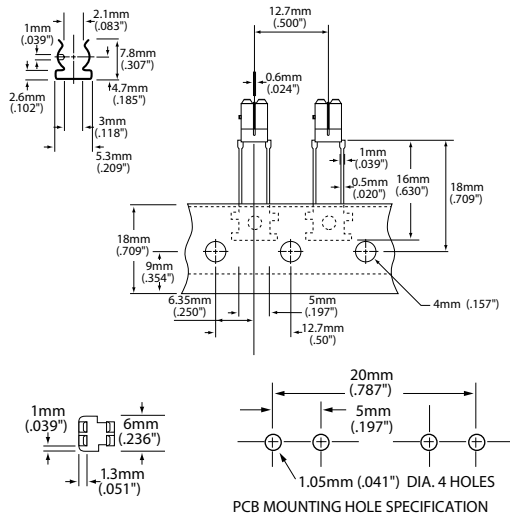 2.1mm
(.083")
1mm
(.039")
7.8mm
(.307")
4.7mm
(.185")
2.6mm
(.102")
3mm
(.118")
5.3mm
(.209")
12.7mm
(.500")
0.6mm
(.024")
1mm
(.039")
0.5mm
(.020")
16mm
(.630")
18mm
(.709")
18mm
(.709")
9mm
(.354")
6.35mm
(.250")
5mm
(.197")
12.7mm
(.50")
4mm (.157")
1mm
(.039")
6mm
(.236")
1.3mm
(.051")
20mm
(.787")
5mm
(.197")
1.05mm (.041") DIA. 4 HOLES
PCB MOUNTING HOLE SPECIFICATION